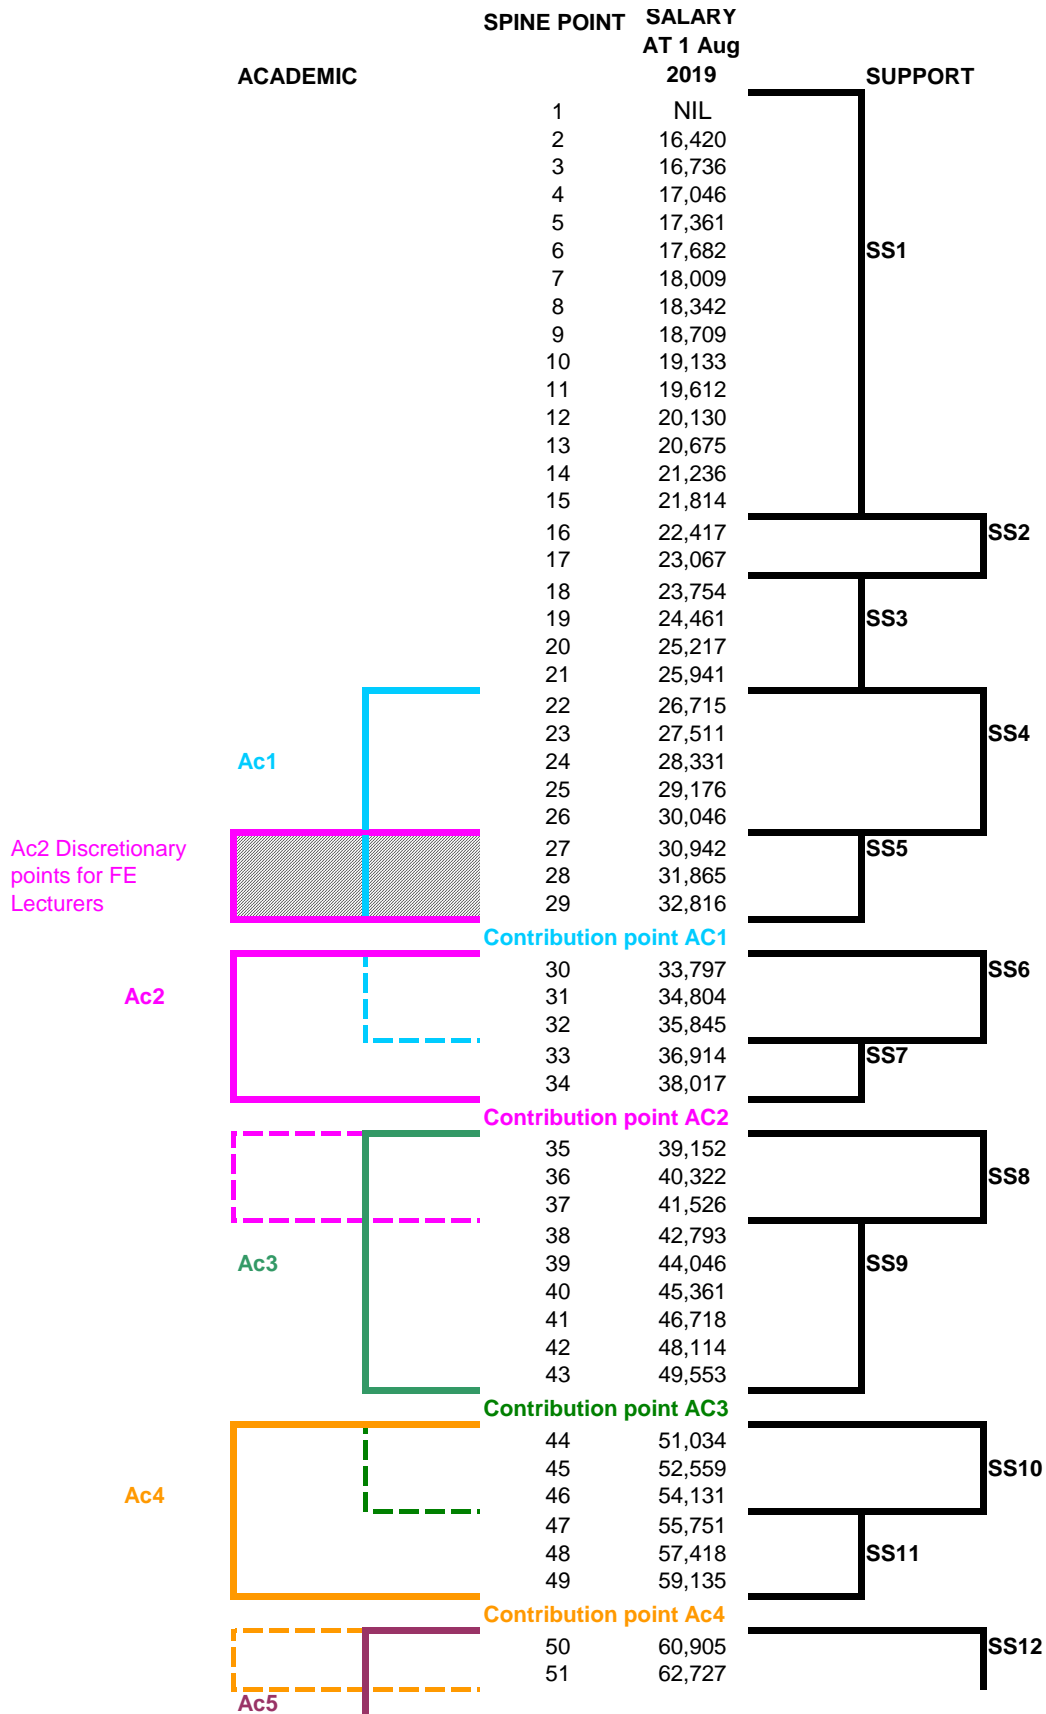 SPINE POINT SALARY
AT 1 Aug
ACADEMIC 2019 SUPPORT
1 NIL
2 16,420
3 16,736
4 17,046
5 17,361
6 17,682 SS1
7 18,009
8 18,342
9 18,709
10 19,133
11 19,612
12 20,130
13 20,675
14 21,236
15 21,814
16 22,417 SS2
17 23,067
18 23,754
19 24,461 SS3
20 25,217
21 25,941
22 26,715
23 27,511 SS4
Ac1 24 28,331
25 29,176
26 30,046
Ac2 Discretionary 27 30,942 SS5
points for FE 28 31,865
Lecturers 29 32,816
Contribution point AC1
30 33,797 SS6
Ac2 31 34,804
32 35,845
33 36,914 SS7
34 38,017
Contribution point AC2
35 39,152
36 40,322 SS8
37 41,526
38 42,793
Ac3 39 44,046 SS9
40 45,361
41 46,718
42 48,114
43 49,553
Contribution point AC3
44 51,034
45 52,559 SS10
Ac4 46 54,131
47 55,751
48 57,418 SS11
49 59,135
Contribution point Ac4
50 60,905 SS12
51 62,727
Ac5